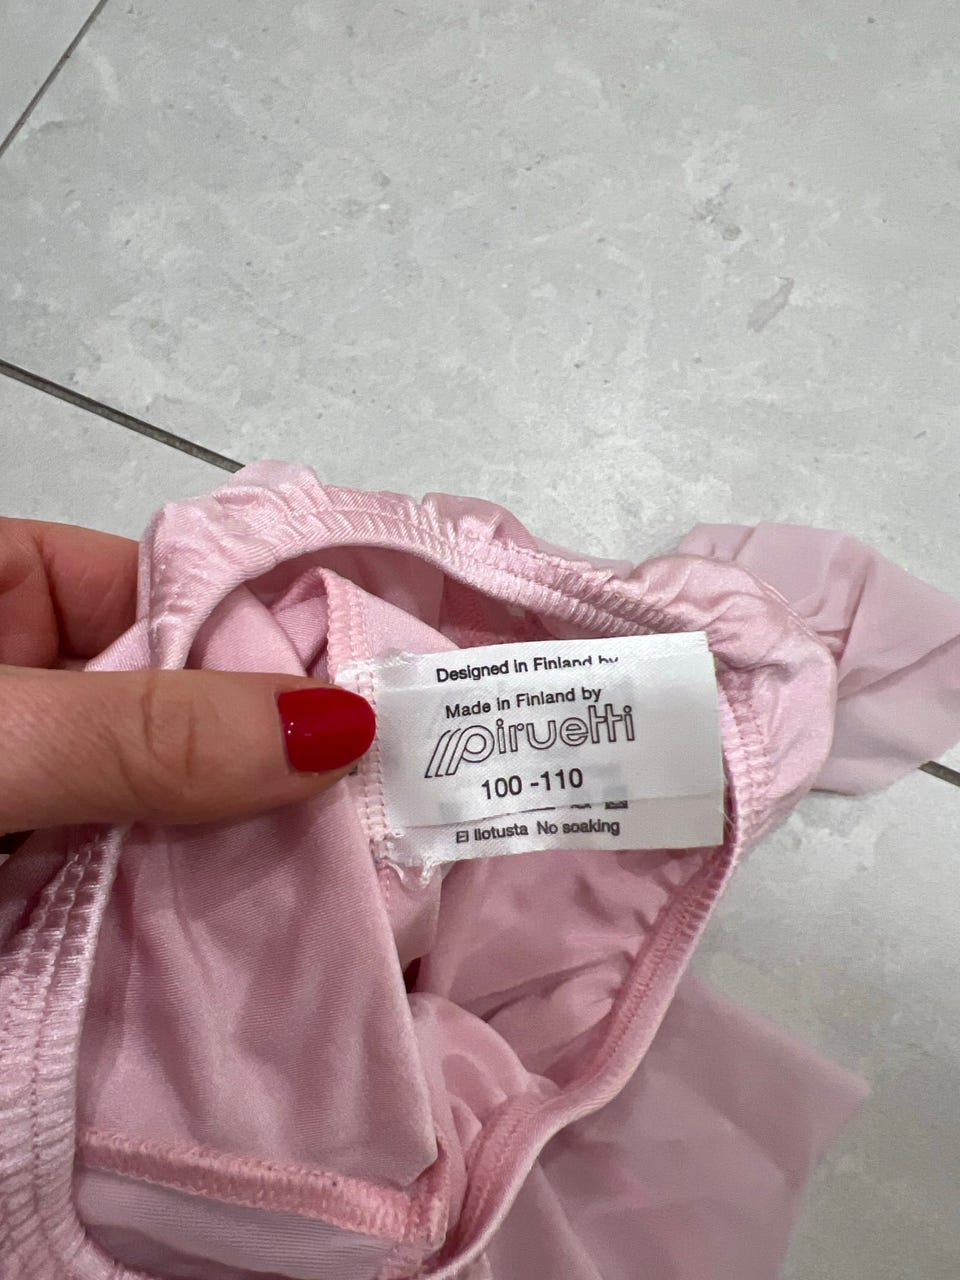 Designed in Finland by
Made in Finland by
piruetti
100 -110
Ei liotusta No soaking